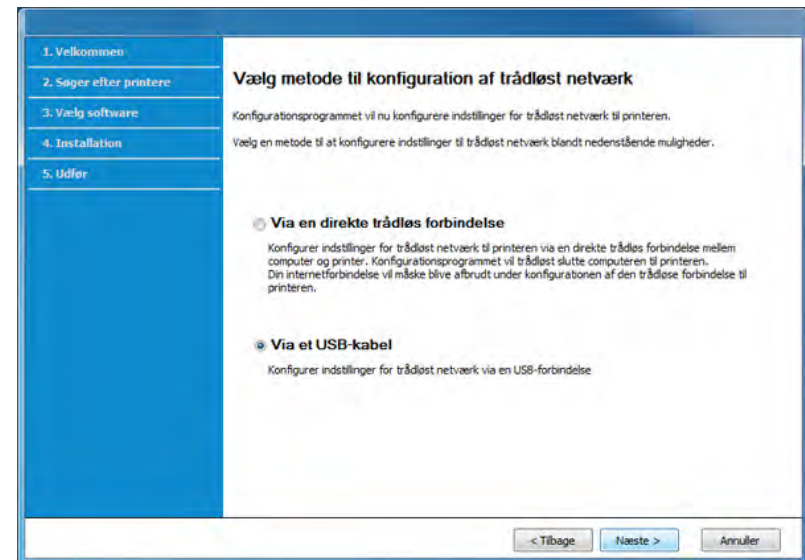 1. Velkommen
2. Søger efter printere
3. Vælg software
4. Installation
5. Udfør
Vælg metode til konfiguration af trådløst netværk
Konfigurationsprogrammet vil nu konfigurere indstillinger for trådløst netværk til printeren.
Vælg en metode til at konfigurere indstillinger til trådløst netværk blandt nedenstående muligheder.
Via en direkte trådløs forbindelse
Konfigurer indstillinger for trådløst netværk til printeren via en direkte trådløs forbindelse mellem
computer og printer. Konfigurationsprogrammet vil trådløst slutte computeren til printeren.
Din internetforbindelse vil måske blive afbrudt under konfigurationen af den trådløse forbindelse til
printeren.
Via et USB-kabel
Konfigurer indstillinger for trådløst netværk via en USB-forbindelse
< Tilbage Næste > Annuller